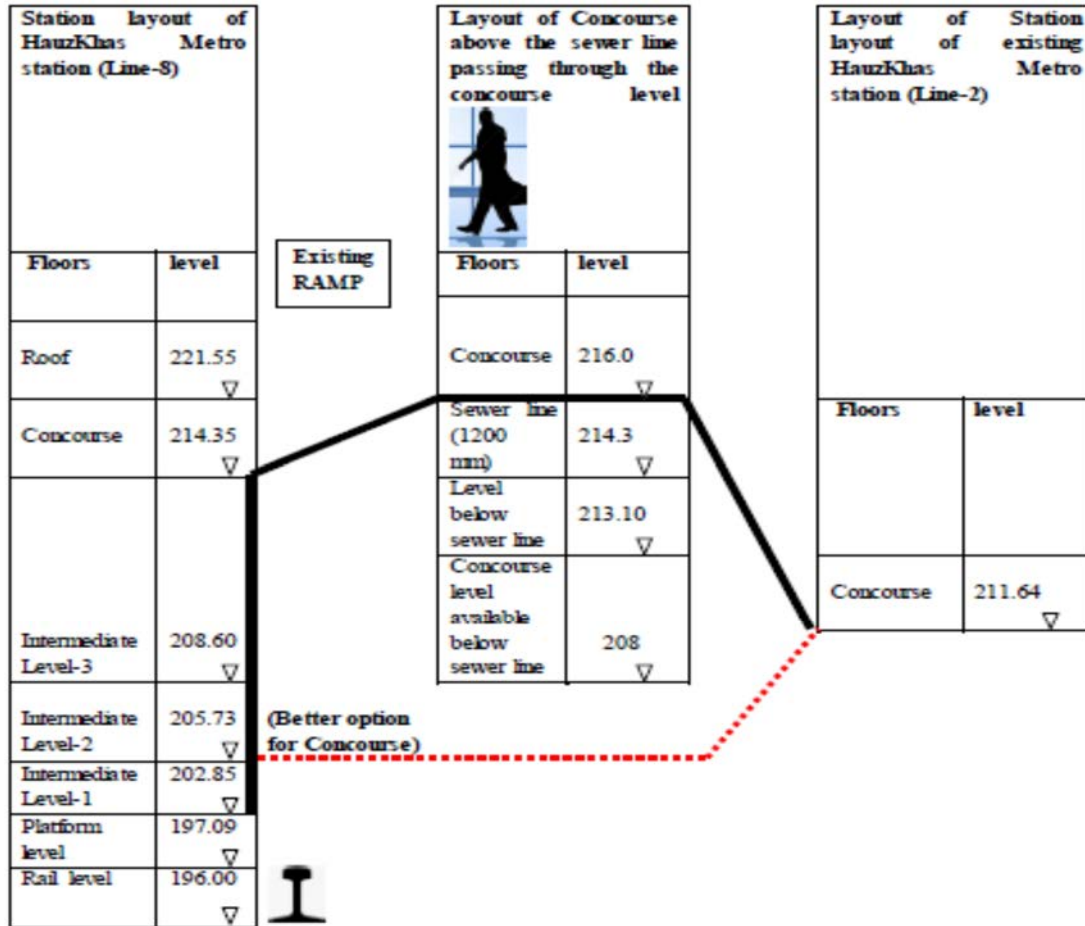 Station layout of
HauzKhas Metro
station (Line-8)
Floors level
Roof 221.55
Concourse 214.35
Intermediate 208.60
Level-3
Intermediate 205.73
Level-2
Intermediate 202.85
Level-1
Platform 197.09
level
Rail level 196.00
Existing
RAMP
(Better option
for Concourse)
Layout of Concourse
above the sewer line
passing through the
concourse level
Floors level
Concourse 216.0
Sewer line
(1200 214.3
mm)
Level
below 213.10
sewer line
Concourse
level
available
below 208
sewer line
Layout of Station
layout of existing
HauzKhas Metro
station (Line-2)
Floors level
Concourse 211.64